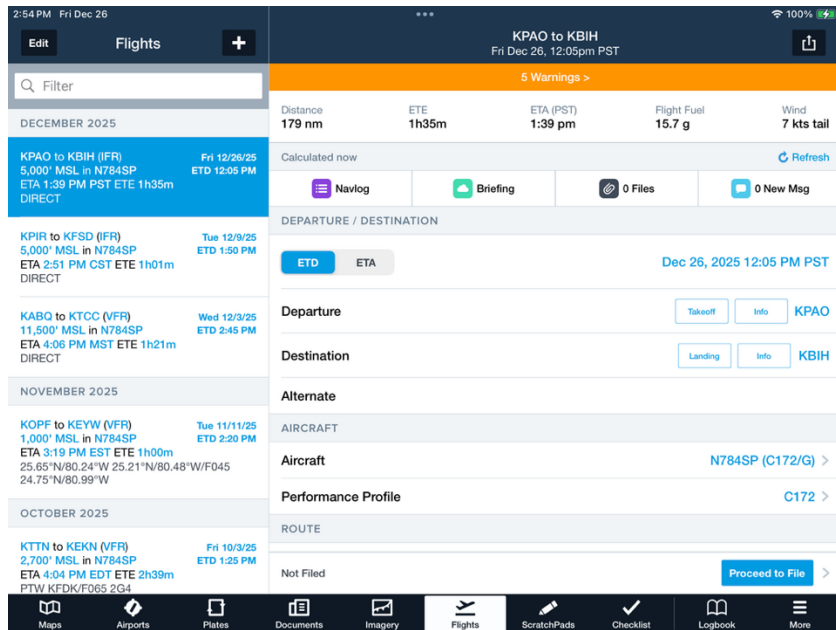 2:54 PM Fri Dec 26
100%
Edit
Flights
+
KPAO to KBIH
Fri Dec 26, 12:05pm PST
Filter
5 Warnings >
DECEMBER 2025
KPAO to KBIH (IFR)
Fri 12/26/25
5,000' MSL in N784SP
ETD 12:05 PM
ETA 1:39 PM PST ETE 1h35m
DIRECT
KPIR to KFSD (IFR)
Tue 12/9/25
5,000' MSL in N784SP
ETD 1:50 PM
ETA 2:51 PM CST ETE 1h01m
DIRECT
KABQ to KTCC (VFR)
Wed 12/3/25
11,500' MSL in N784SP
ETD 2:45 PM
ETA 4:06 PM MST ETE 1h21m
DIRECT
NOVEMBER 2025
KOPF to KEYW (VFR)
Tue 11/11/25
1,000' MSL in N784SP
ETD 2:20 PM
ETA 3:19 PM EST ETE 1h00m
25.65°N/80.24°W 25.21°N/80.48°W/F045
24.75°N/80.99°W
OCTOBER 2025
KTTN to KEKN (VFR)
Fri 10/3/25
2,700' MSL in N784SP
ETD 1:25 PM
ETA 4:04 PM EDT ETE 2h39m
PTW KFDK/F065 2G4
Distance
179 nm
ETE
1h35m
ETA (PST)
1:39 pm
Flight Fuel
15.7 g
Wind
7 kts tail
Calculated now
Refresh
Navlog
Briefing
0 Files
0 New Msg
DEPARTURE / DESTINATION
ETD
ETA
Dec 26, 2025 12:05 PM PST
Departure
Takeoff
Info
KPAO
Destination
Landing
Info
KBIH
Alternate
AIRCRAFT
Aircraft
N784SP (C172/G) >
Performance Profile
C172 >
ROUTE
Not Filed
Proceed to File >
Maps
Airports
Plates
Documents
Imagery
Flights
ScratchPads
Checklist
Logbook
More